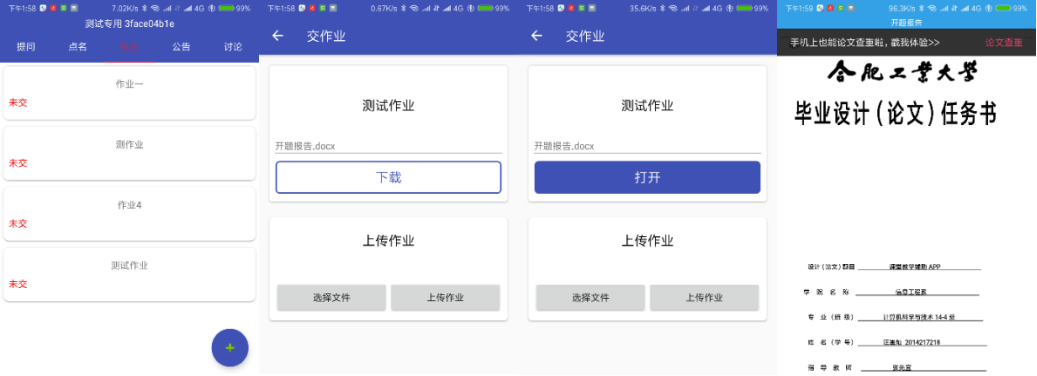 下午1:58 7.02K/s 4G 99%
测试专用 3face04b1e
提问 点名 作业 公告 讨论
作业一
未交
测作业
未交
作业4
未交
测试作业
未交
+
下午1:58 0.67K/s 4G 99%
交作业
测试作业
开题报告.docx
下载
上传作业
选择文件 上传作业
下午1:58 35.6K/s 4G 99%
交作业
测试作业
开题报告.docx
打开
上传作业
选择文件 上传作业
下午1:59 96.3K/s 4G 99%
开题报告
手机上也能论文查重啦，戳我体验>> 论文查重
合肥工业大学
毕业设计(论文)任务书
设计(论文)题目 课堂教学辅助 APP
学 院 名 称 信息工程系
专 业 (班 级) 计算机科学与技术 14-4 班
姓 名 (学 号) 2014217218
指 导 教 师